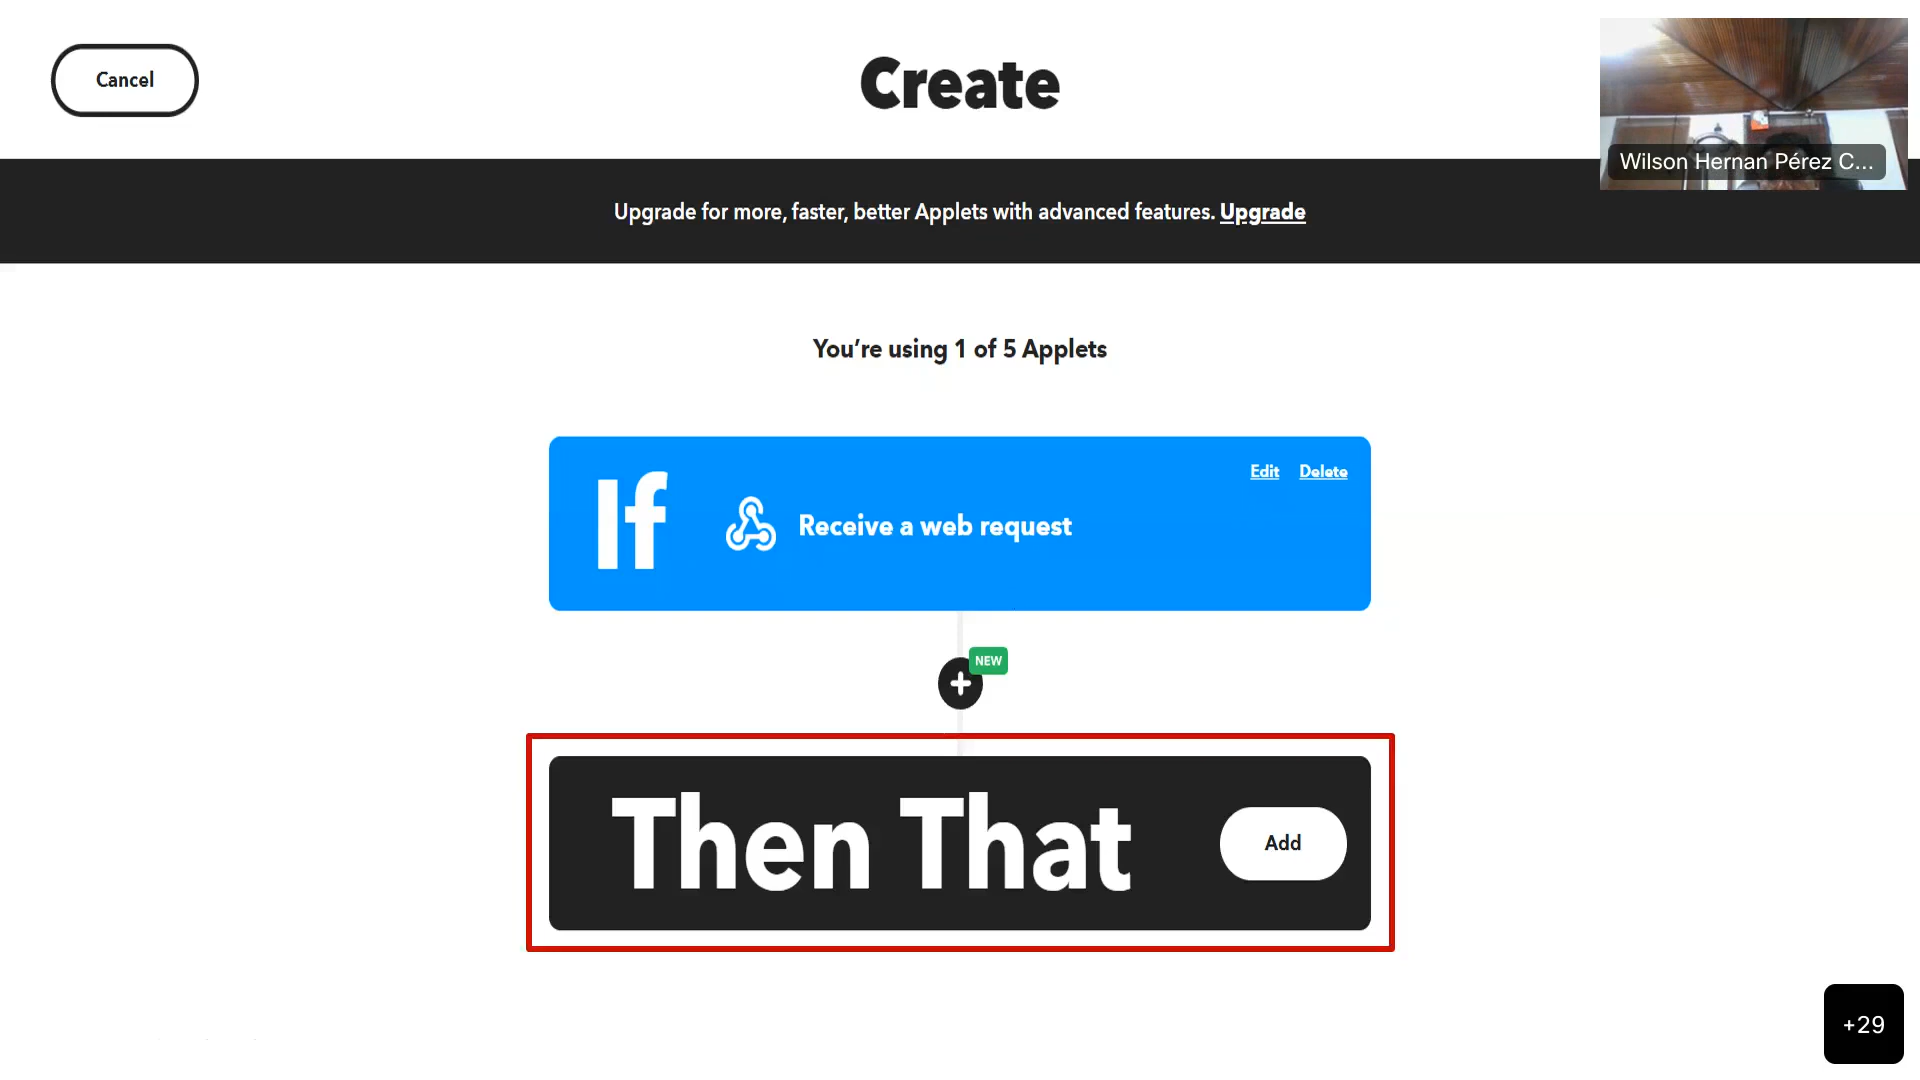 Cancel
Create
Wilson Hernan Pérez C...
Upgrade for more, faster, better Applets with advanced features. Upgrade
You're using 1 of 5 Applets
If
Receive a web request
Edit Delete
NEW
Then That
Add
+29